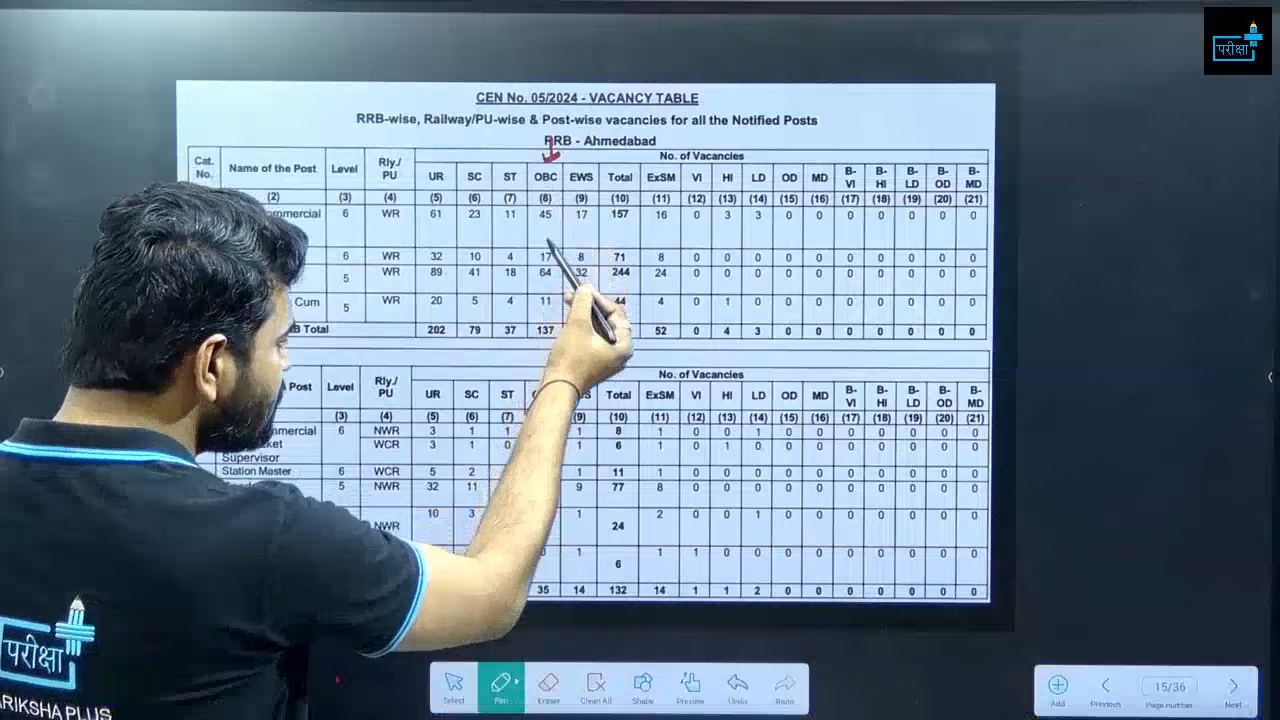 परीक्षा
CEN No. 05/2024 - VACANCY TABLE
RRB-wise, Railway/PU-wise & Post-wise vacancies for all the Notified Posts
RRB - Ahmedabad
Cat. No. Name of the Post Level Rly./ PU No. of Vacancies
UR SC ST OBC EWS Total ExSM VI HI LD OD MD B-VI B-HI B-LD B-OD B-MD
(2) (3) (4) (5) (6) (7) (8) (9) (10) (11) (12) (13) (14) (15) (16) (17) (18) (19) (20) (21)
6 WR 61 23 11 45 17 157 16 0 3 3 0 0 0 0 0 0 0
6 WR 32 10 4 17 8 71 8 0 0 0 0 0 0 0 0 0 0
5 WR 89 41 18 64 32 244 24 0 0 0 0 0 0 0 0 0 0
Cum 5 WR 20 5 4 11 44 4 0 1 0 0 0 0 0 0 0 0
Total 202 79 37 137 52 0 4 3 0 0 0 0 0 0 0
Post Level Rly./ PU No. of Vacancies
UR SC ST Total ExSM VI HI LD OD MD B-VI B-HI B-LD B-OD B-MD
(3) (4) (5) (6) (7) (9) (10) (11) (12) (13) (14) (15) (16) (17) (18) (19) (20) (21)
6 NWR 3 1 1 1 8 1 0 0 1 0 0 0 0 0 0 0
WCR 3 1 0 1 6 1 0 1 0 0 0 0 0 0 0 0
Supervisor
Station Master 6 WCR 5 2 1 11 1 0 0 0 0 0 0 0 0 0 0
5 NWR 32 11 9 77 8 0 0 0 0 0 0 0 0 0 0
NWR 10 3 1 24 2 0 0 1 0 0 0 0 0 0 0
1 6 1 1 0 0 0 0 0 0 0 0 0
35 14 132 14 1 1 2 0 0 0 0 0 0 0
परीक्षा
ARIKSHA PLUS
Select Pen Eraser Clean All Shape Preview Undo Redo
Add Previous 15/36 Page number Next